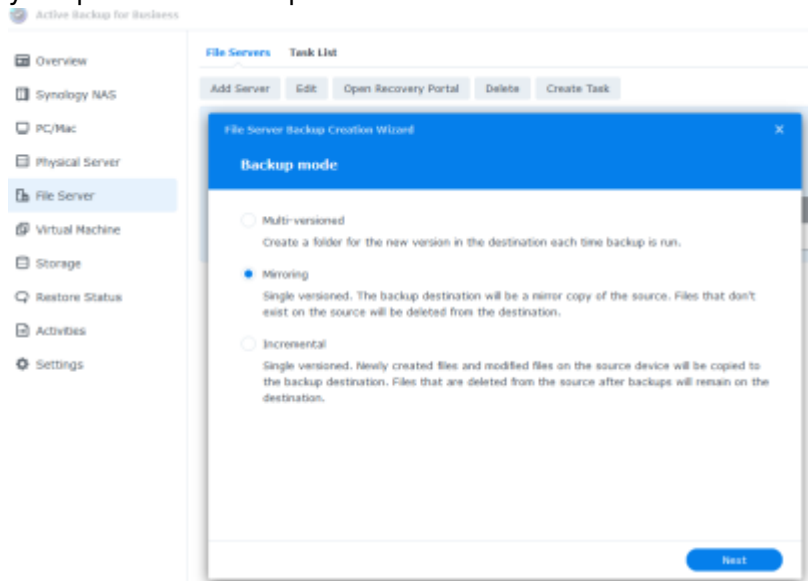 Active Backup for Business
Overview
Synology NAS
PC/Mac
Physical Server
File Server
Virtual Machine
Storage
Restore Status
Activities
Settings
File Servers Task List
Add Server Edit Open Recovery Portal Delete Create Task
File Server Backup Creation Wizard
Backup mode
Multi-versioned
Create a folder for the new version in the destination each time backup is run.
Mirroring
Single versioned. The backup destination will be a mirror copy of the source. Files that don't
exist on the source will be deleted from the destination.
Incremental
Single versioned. Newly created files and modified files on the source device will be copied to
the backup destination. Files that are deleted from the source after backups will remain on the
destination.
Next